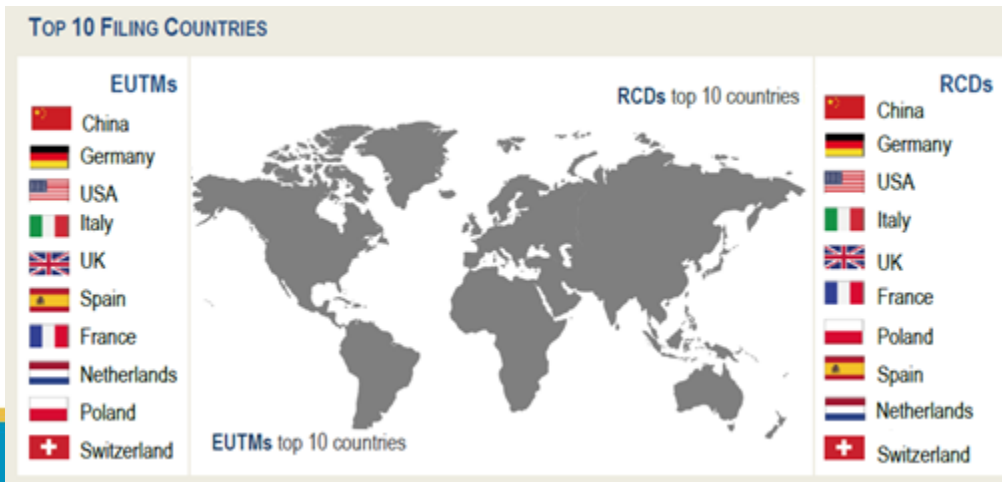 TOP 10 FILING COUNTRIES
EUTMs
China
Germany
USA
Italy
UK
Spain
France
Netherlands
Poland
Switzerland
RCDs top 10 countries
EUTMs top 10 countries
RCDs
China
Germany
USA
Italy
UK
France
Poland
Spain
Netherlands
Switzerland